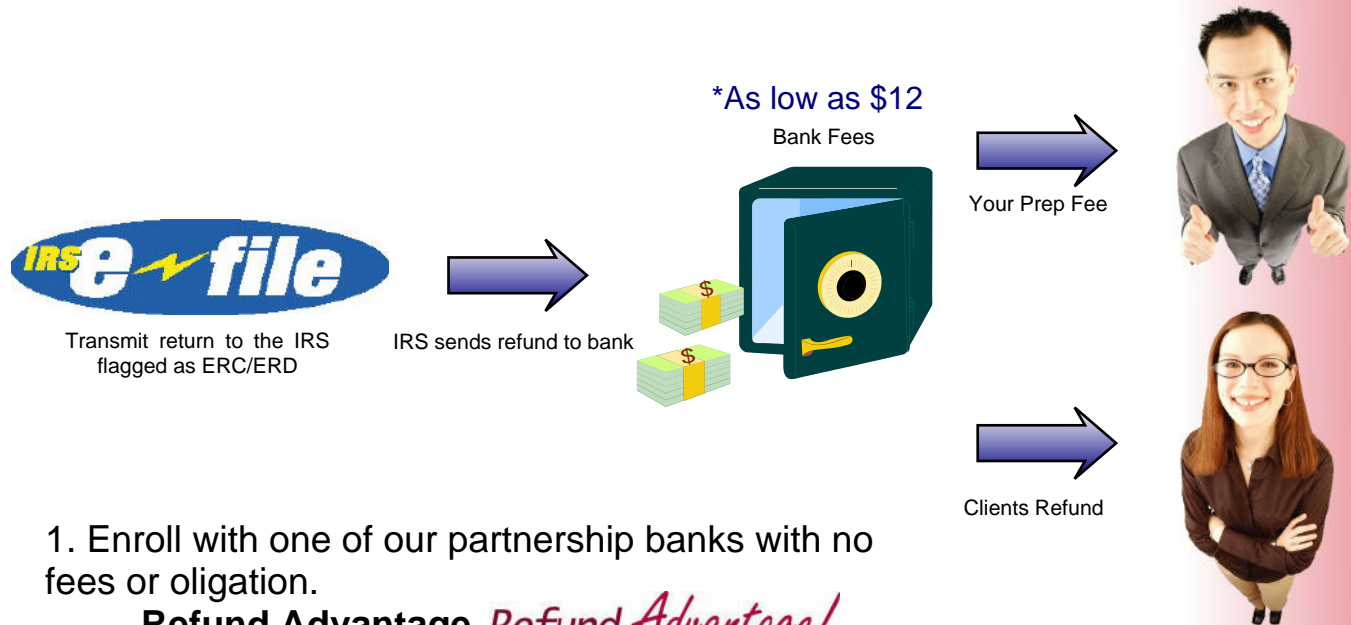 *As low as $12
Bank Fees
Your Prep Fee
IRS e file
Transmit return to the IRS
flagged as ERC/ERD
IRS sends refund to bank
$
$
Clients Refund
1. Enroll with one of our partnership banks with no
fees or oligation.
Refund Advantage Refund Advantage!